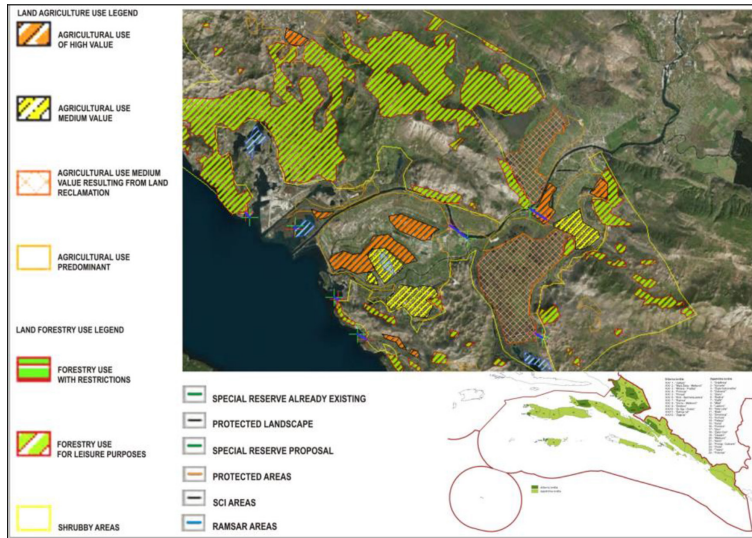 LAND AGRICULTURE USE LEGEND
AGRICULTURAL USE
OF HIGH VALUE
AGRICULTURAL USE
MEDIUM VALUE
AGRICULTURAL USE MEDIUM
VALUE RESULTING FROM LAND
RECLAMATION
AGRICULTURAL USE
PREDOMINANT
LAND FORESTRY USE LEGEND
FORESTRY USE
WITH RESTRICTIONS
FORESTRY USE
FOR LEISURE PURPOSES
SHRUBBY AREAS
SPECIAL RESERVE ALREADY EXISTING
PROTECTED LANDSCAPE
SPECIAL RESERVE PROPOSAL
PROTECTED AREAS
SCI AREAS
RAMSAR AREAS